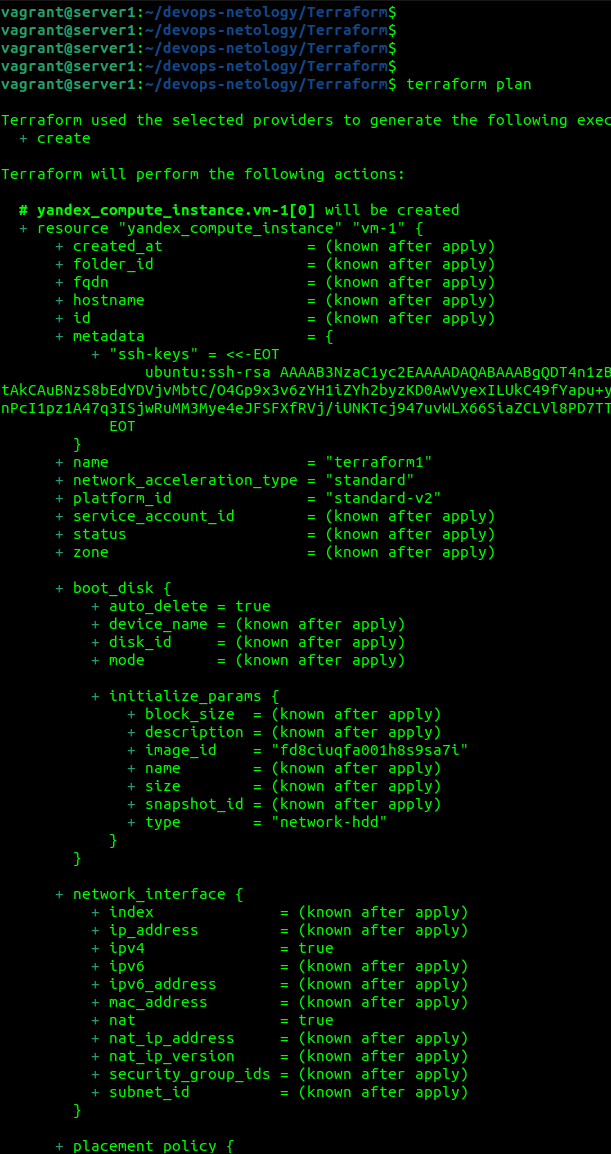 vagrant@server1:~/devops-netology/Terraform$
vagrant@server1:~/devops-netology/Terraform$
vagrant@server1:~/devops-netology/Terraform$
vagrant@server1:~/devops-netology/Terraform$
vagrant@server1:~/devops-netology/Terraform$ terraform plan

Terraform used the selected providers to generate the following exec
  + create

Terraform will perform the following actions:

  # yandex_compute_instance.vm-1[0] will be created
  + resource "yandex_compute_instance" "vm-1" {
      + created_at                = (known after apply)
      + folder_id                 = (known after apply)
      + fqdn                      = (known after apply)
      + hostname                  = (known after apply)
      + id                        = (known after apply)
      + metadata                  = {
          + "ssh-keys" = <<-EOT
                ubuntu:ssh-rsa AAAAB3NzaC1yc2EAAAADAQABAAABgQDT4n1zB
tAkCAuBNzS8bEdYDVjvMbtC/O4Gp9x3v6zYH1iZYh2byzKD0AwVyexILUkC49fYapu+y
nPcI1pz1A47q3ISjwRuMM3Mye4eJFSFXfRVj/iUNKTcj947uvWLX66SiaZCLVl8PD7TT
            EOT
        }
      + name                      = "terraform1"
      + network_acceleration_type = "standard"
      + platform_id               = "standard-v2"
      + service_account_id        = (known after apply)
      + status                    = (known after apply)
      + zone                      = (known after apply)

      + boot_disk {
          + auto_delete = true
          + device_name = (known after apply)
          + disk_id     = (known after apply)
          + mode        = (known after apply)

          + initialize_params {
              + block_size  = (known after apply)
              + description = (known after apply)
              + image_id    = "fd8ciuqfa001h8s9sa7i"
              + name        = (known after apply)
              + size        = (known after apply)
              + snapshot_id = (known after apply)
              + type        = "network-hdd"
            }
        }

      + network_interface {
          + index              = (known after apply)
          + ip_address         = (known after apply)
          + ipv4               = true
          + ipv6               = (known after apply)
          + ipv6_address       = (known after apply)
          + mac_address        = (known after apply)
          + nat                = true
          + nat_ip_address     = (known after apply)
          + nat_ip_version     = (known after apply)
          + security_group_ids = (known after apply)
          + subnet_id          = (known after apply)
        }

      + placement_policy {